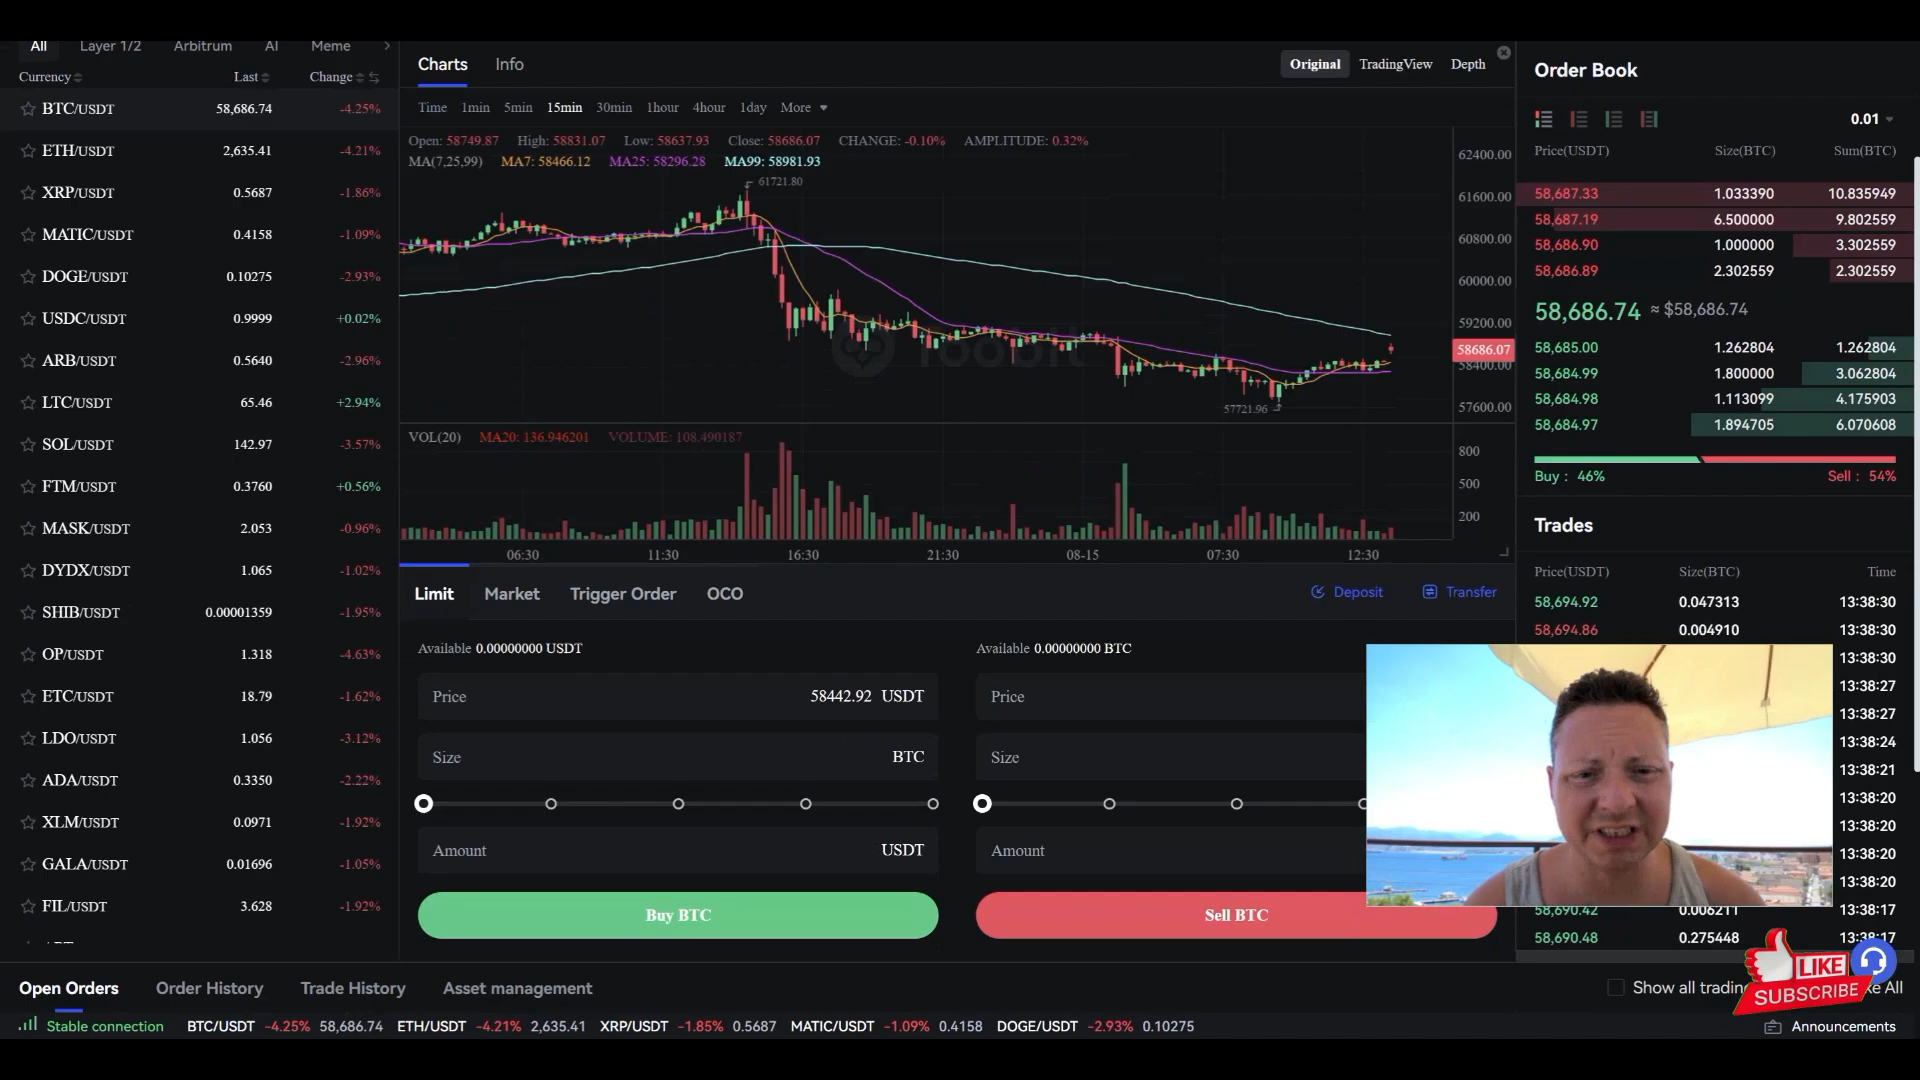 All Layer 1/2 Arbitrum AI Meme
Currency Last Change
BTC/USDT 58,686.74 -4.25%
ETH/USDT 2,635.41 -4.21%
XRP/USDT 0.5687 -1.86%
MATIC/USDT 0.4158 -1.09%
DOGE/USDT 0.10275 -2.93%
USDC/USDT 0.9999 +0.02%
ARB/USDT 0.5640 -2.96%
LTC/USDT 65.46 +2.94%
SOL/USDT 142.97 -3.57%
FTM/USDT 0.3760 +0.56%
MASK/USDT 2.053 -0.96%
DYDX/USDT 1.065 -1.02%
SHIB/USDT 0.00001359 -1.95%
OP/USDT 1.318 -4.63%
ETC/USDT 18.79 -1.62%
LDO/USDT 1.056 -3.12%
ADA/USDT 0.3350 -2.22%
XLM/USDT 0.0971 -1.92%
GALA/USDT 0.01696 -1.05%
FIL/USDT 3.628 -1.92%
Charts Info Original TradingView Depth
Time 1min 5min 15min 30min 1hour 4hour 1day More
Open: 58749.87 High: 58831.07 Low: 58637.93 Close: 58686.07 CHANGE: -0.10% AMPLITUDE: 0.32%
MA(7,25,99) MA7: 58466.12 MA25: 58296.28 MA99: 58981.93
61721.80
62400.00
61600.00
60800.00
60000.00
59200.00
58686.07
58400.00
57600.00
57721.96
Toobit
VOL(20) MA20: 136.946201 VOLUME: 108.490187
800
500
200
06:30 11:30 16:30 21:30 08-15 07:30 12:30
Limit Market Trigger Order OCO Deposit Transfer
Available 0.00000000 USDT
Price 58442.92 USDT
Size BTC
Amount USDT
Buy BTC
Available 0.00000000 BTC
Price
Size
Amount
Sell BTC
Order Book
0.01
Price(USDT) Size(BTC) Sum(BTC)
58,687.33 1.033390 10.835949
58,687.19 6.500000 9.802559
58,686.90 1.000000 3.302559
58,686.89 2.302559 2.302559
58,686.74 ≈ $58,686.74
58,685.00 1.262804 1.262804
58,684.99 1.800000 3.062804
58,684.98 1.113099 4.175903
58,684.97 1.894705 6.070608
Buy : 46% Sell : 54%
Trades
Price(USDT) Size(BTC) Time
58,694.92 0.047313 13:38:30
58,694.86 0.004910 13:38:30
13:38:30
13:38:27
13:38:27
13:38:24
13:38:21
13:38:20
13:38:20
13:38:20
13:38:20
58,690.42 0.006211 13:38:17
58,690.48 0.275448 13:38:17
LIKE
SUBSCRIBE
Open Orders Order History Trade History Asset management Show all trading All
Stable connection BTC/USDT -4.25% 58,686.74 ETH/USDT -4.21% 2,635.41 XRP/USDT -1.85% 0.5687 MATIC/USDT -1.09% 0.4158 DOGE/USDT -2.93% 0.10275 Announcements